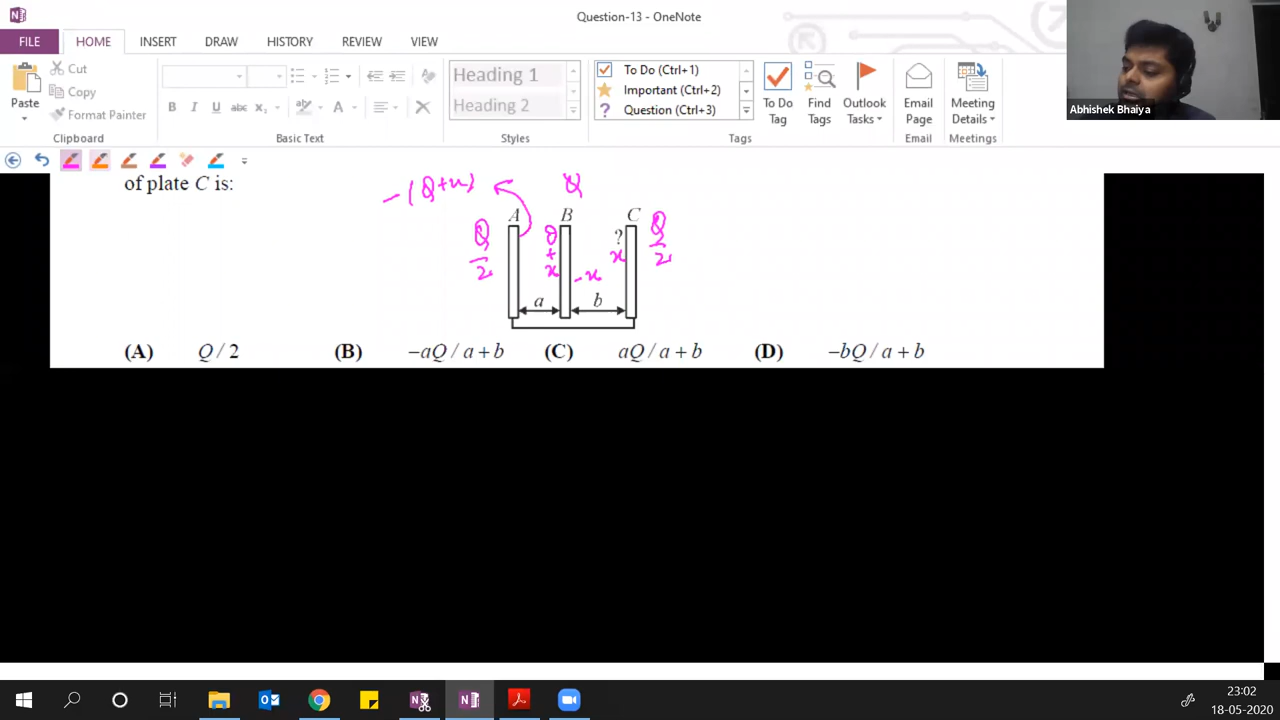 Question-13 - OneNote
FILE HOME INSERT DRAW HISTORY REVIEW VIEW
Paste
Cut
Copy
Format Painter
Clipboard
B I U abc x₂ A
Basic Text
Heading 1
Heading 2
Styles
To Do (Ctrl+1)
Important (Ctrl+2)
? Question (Ctrl+3)
To Do Tag
Find Tags
Outlook Tasks
Tags
Email Page
Email
Meeting Details
Meetings
Abhishek Bhaiya
of plate C is:
-(Q+x) Q
A B C
Q/2 Q+x -x ? x Q/2
a b
(A) Q / 2 (B) −aQ / a + b (C) aQ / a + b (D) −bQ / a + b
23:02
18-05-2020